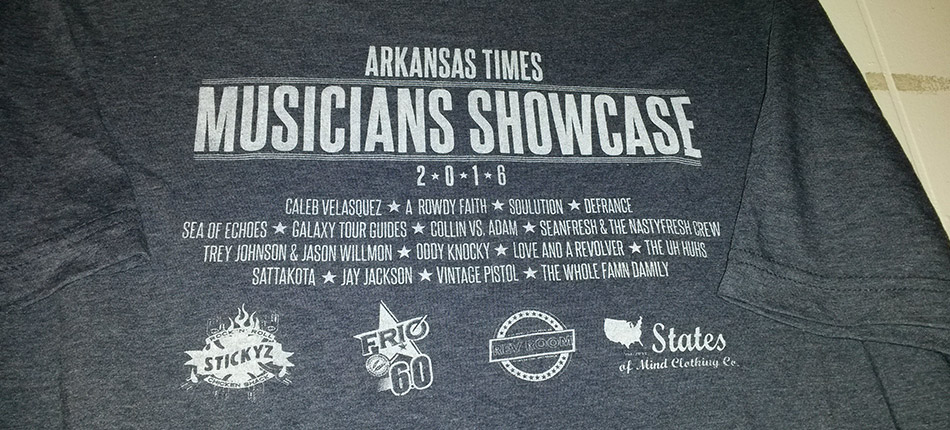 ARKANSAS TIMES
MUSICIANS SHOWCASE
2★0★1★6
CALEB VELASQUEZ ★ A ROWDY FAITH ★ SOULUTION ★ DEFRANCE
SEA OF ECHOES ★ GALAXY TOUR GUIDES ★ COLLIN VS. ADAM ★ SEANFRESH & THE NASTYFRESH CREW
TREY JOHNSON & JASON WILLMON ★ ODDY KNOCKY ★ LOVE AND A REVOLVER ★ THE UH HUHS
SATTAKOTA ★ JAY JACKSON ★ VINTAGE PISTOL ★ THE WHOLE FAMN DAMILY
ROCK 'N' ROLL
STICKYZ
CHICKEN SHACK
FRIO
60
REV ROOM
States
of Mind Clothing Co.